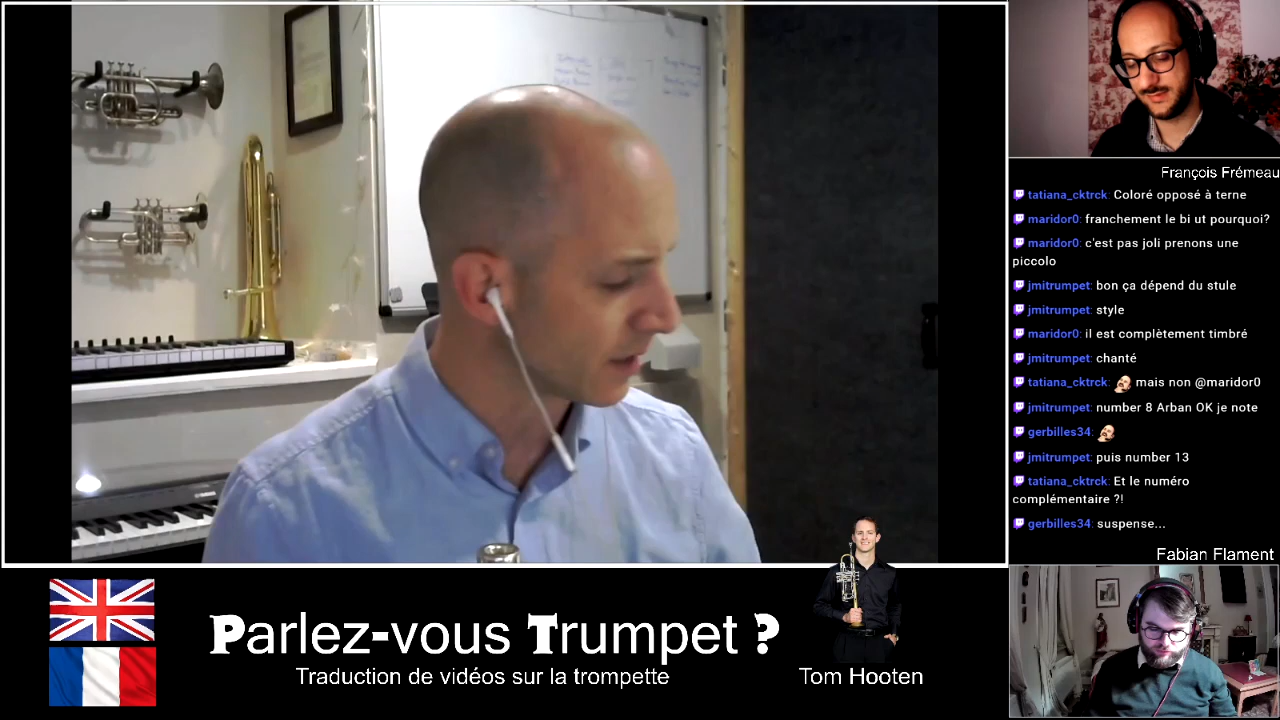 François Frémeau
tatiana_cktrck: Coloré opposé à terne
maridor0: franchement le bi ut pourquoi?
maridor0: c'est pas joli prenons une
piccolo
jmitrumpet: bon ça dépend du stule
jmitrumpet: style
maridor0: il est complètement timbré
jmitrumpet: chanté
tatiana_cktrck: mais non @maridor0
jmitrumpet: number 8 Arban OK je note
gerbilles34:
jmitrumpet: puis number 13
tatiana_cktrck: Et le numéro
complémentaire ?!
gerbilles34: suspense...
Fabian Flament
Parlez-vous Trumpet ?
Traduction de vidéos sur la trompette
Tom Hooten